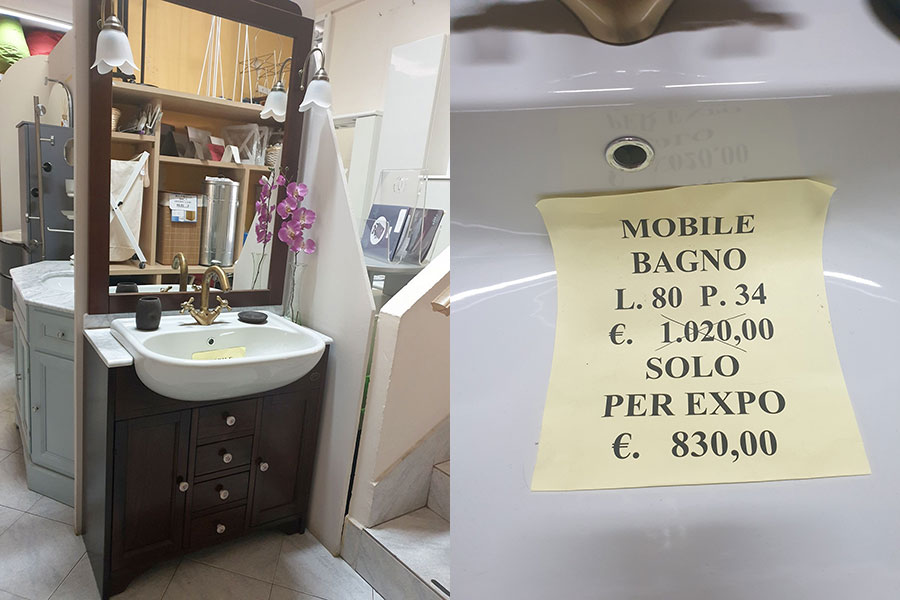 MOBILE
BAGNO
L. 80 P. 34
€. 1.020,00
SOLO
PER EXPO
€. 830,00